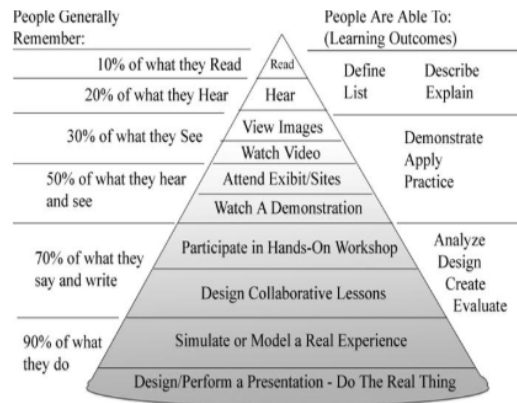 People Generally
Remember:
10% of what they Read
20% of what they Hear
30% of what they See
50% of what they hear
and see
70% of what they
say and write
90% of what
they do
Read
Hear
View Images
Watch Video
Attend Exibit/Sites
Watch A Demonstration
Participate in Hands-On Workshop
Design Collaborative Lessons
Simulate or Model a Real Experience
Design/Perform a Presentation - Do The Real Thing
People Are Able To:
(Learning Outcomes)
Define Describe
List Explain
Demonstrate
Apply
Practice
Analyze
Design
Create
Evaluate